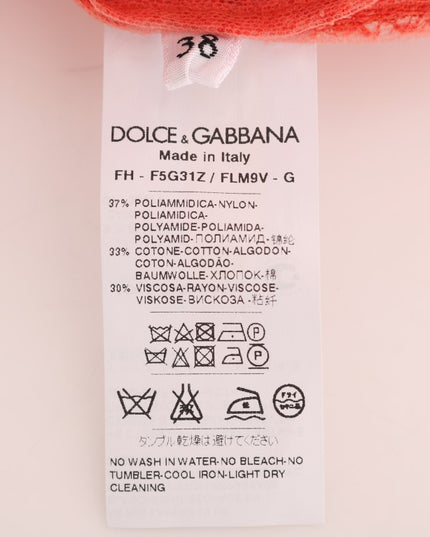 38
DOLCE & GABBANA
Made in Italy
FH - F5G31Z / FLM9V - G
37% POLIAMMIDICA-NYLON-
POLIAMIDICA-
POLYAMIDE-POLIAMIDA-
POLYAMID-ПОЛИАМИД-锦纶
33% COTONE-COTTON-ALGODON-
COTON-ALGODÃO-
BAUMWOLLE-ХЛОПОК-棉
30% VISCOSA-RAYON-VISCOSE-
VISKOSE-ВИСКОЗА-粘纤
P
P
タンブル乾燥は避けてください
NO WASH IN WATER-NO BLEACH-NO
TUMBLER-COOL IRON-LIGHT DRY
CLEANING